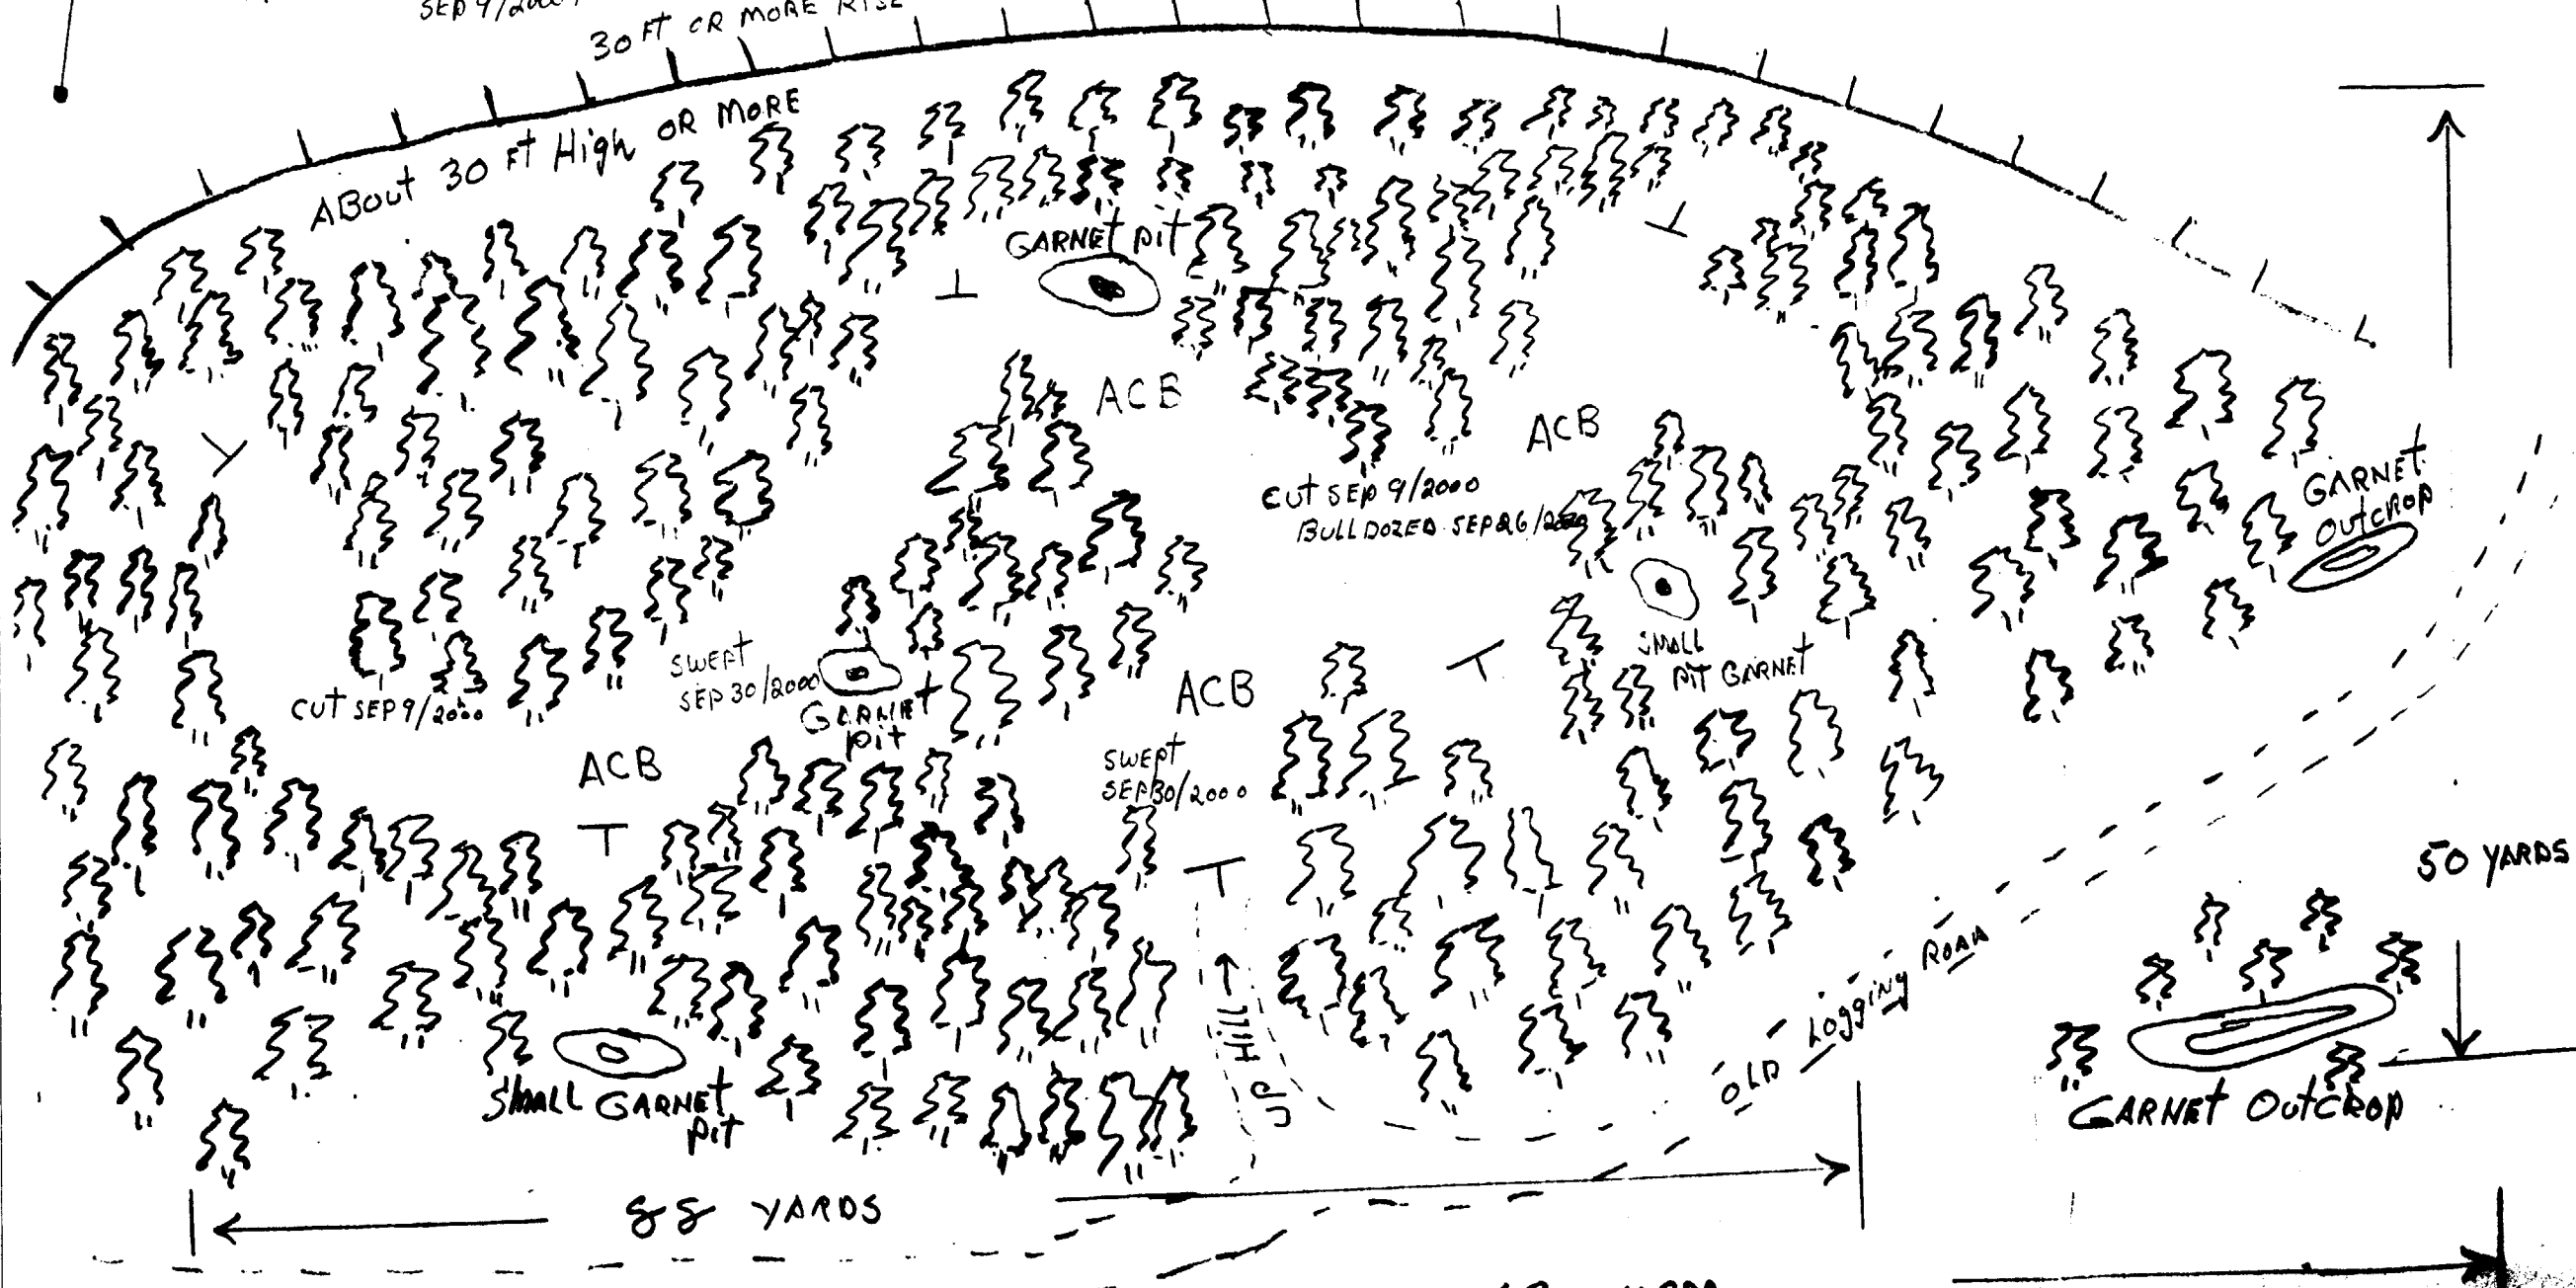 SEP 9/2000
30 FT OR MORE RISE
ABOUT 30 FT HIGH OR MORE
GARNET PIT
ACB
ACB
CUT SEP 9/2000
BULLDOZED SEP 26/2000
GARNET
OUTCROP
SMALL
PIT GARNET
SWEPT
SEP 30/2000
GARNET
PIT
CUT SEP 9/2000
ACB
ACB
SWEPT
SEP 30/2000
50 YARDS
OLD LOGGING ROAD
UP HILL
SMALL GARNET
PIT
GARNET OUTCROP
88 YARDS